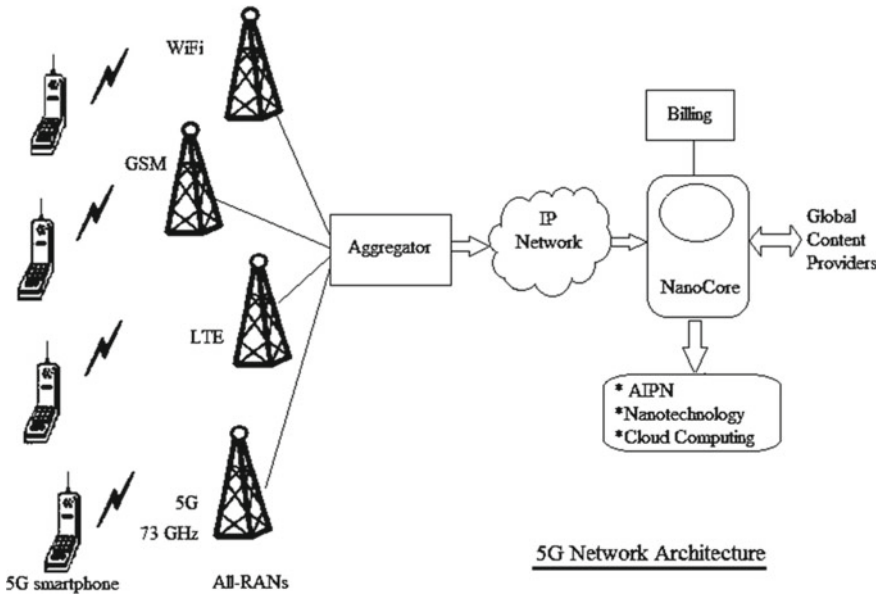 WiFi
GSM
LTE
5G
73 GHz
5G smartphone
All-RANs
Aggregator
IP
Network
Billing
NanoCore
Global
Content
Providers
* AIPN
*Nanotechnology
*Cloud Computing
5G Network Architecture